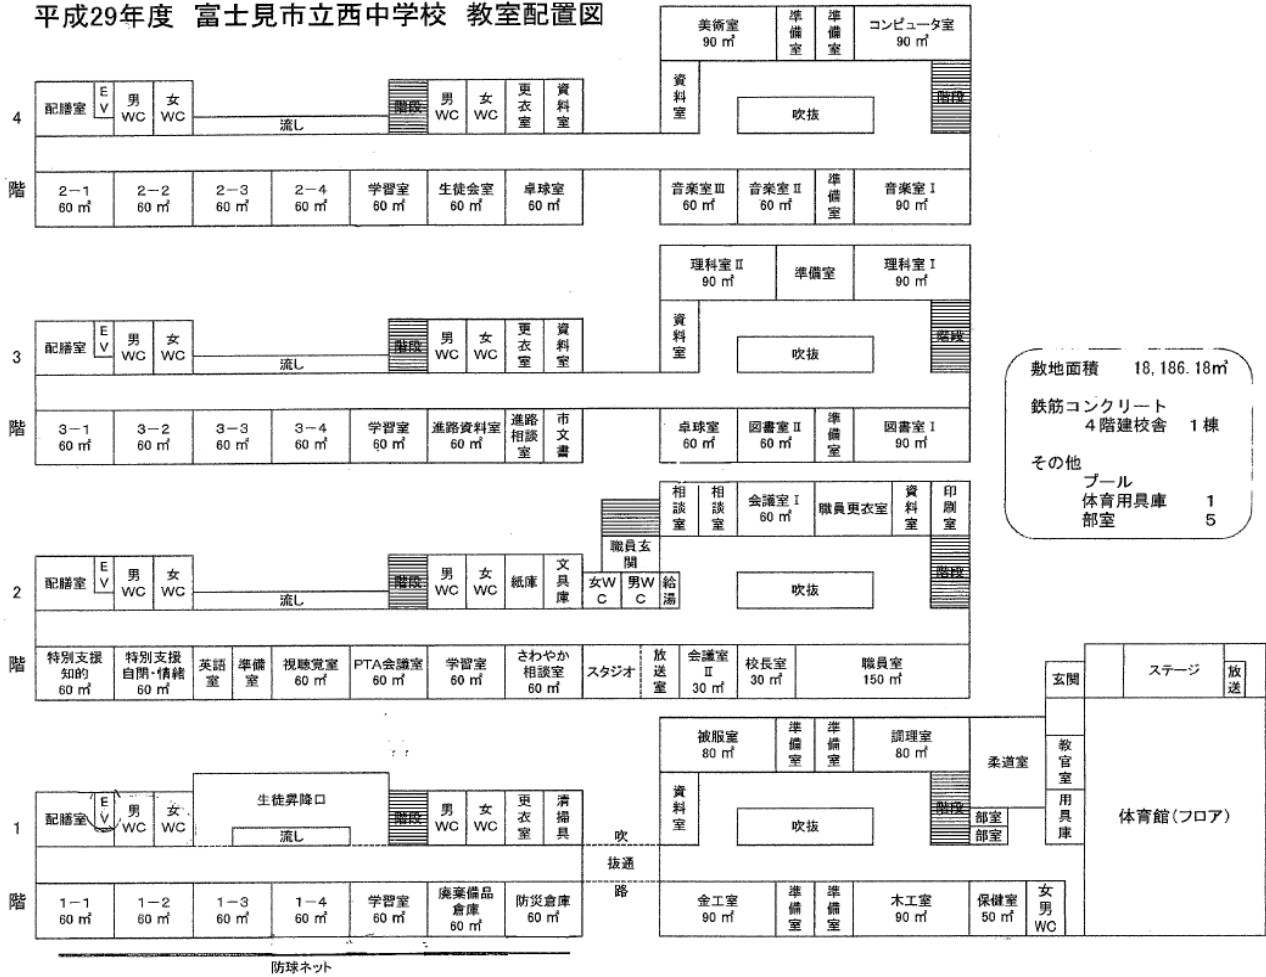 平成29年度 富士見市立西中学校 教室配置図
4階
美術室 90㎡
準備室
準備室
コンピュータ室 90㎡
配膳室
EV
男WC
女WC
流し
階段
男WC
女WC
更衣室
資料室
資料室
吹抜
階段
2-1 60㎡
2-2 60㎡
2-3 60㎡
2-4 60㎡
学習室 60㎡
生徒会室 60㎡
卓球室 60㎡
音楽室Ⅲ 60㎡
音楽室Ⅱ 60㎡
準備室
音楽室Ⅰ 90㎡
3階
理科室Ⅱ 90㎡
準備室
理科室Ⅰ 90㎡
配膳室
EV
男WC
女WC
流し
階段
男WC
女WC
更衣室
資料室
資料室
吹抜
階段
3-1 60㎡
3-2 60㎡
3-3 60㎡
3-4 60㎡
学習室 60㎡
進路資料室 60㎡
進路相談室
市文書
卓球室 60㎡
図書室Ⅱ 60㎡
準備室
図書室Ⅰ 90㎡
敷地面積 18,186.18㎡
鉄筋コンクリート
4階建校舎 1棟
その他
プール
体育用具庫 1
部室 5
2階
相談室
相談室
会議室Ⅰ 60㎡
職員更衣室
資料室
印刷室
配膳室
EV
男WC
女WC
流し
階段
男WC
女WC
紙庫
文具庫
職員玄関
女WC
男WC
給湯
吹抜
階段
特別支援 知的 60㎡
特別支援 自閉・情緒 60㎡
英語室
準備室
視聴覚室 60㎡
PTA会議室 60㎡
学習室 60㎡
さわやか相談室 60㎡
スタジオ
放送室
会議室Ⅱ 30㎡
校長室 30㎡
職員室 150㎡
1階
被服室 80㎡
準備室
準備室
調理室 80㎡
柔道室
玄関
ステージ
放送
配膳室
EV
男WC
女WC
生徒昇降口
流し
階段
男WC
女WC
更衣室
清掃具
吹抜通路
資料室
吹抜
階段
部室
部室
教官室
用具庫
体育館(フロア)
1-1 60㎡
1-2 60㎡
1-3 60㎡
1-4 60㎡
学習室 60㎡
廃棄備品倉庫 60㎡
防災倉庫 60㎡
金工室 90㎡
準備室
準備室
木工室 90㎡
保健室 50㎡
女男WC
防球ネット